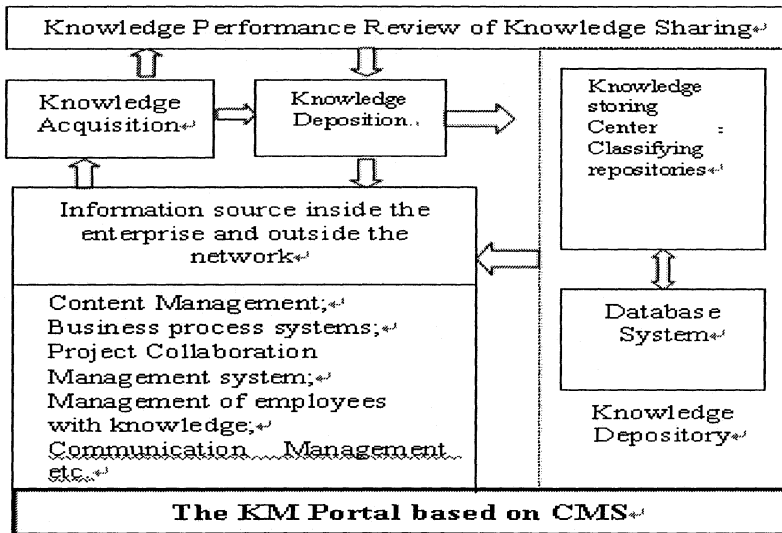 Knowledge Performance Review of Knowledge Sharing↵
Knowledge
Acquisition↵
Knowledge
Deposition..
Knowledge
storing
Center :
Classifying
repositories↵
Information source inside the
enterprise and outside the
network↵
Content Management;↵
Business process systems;↵
Project Collaboration
Management system;↵
Management of employees
with knowledge;↵
Communication Management
etc..↵
Database
System↵
Knowledge
Depository↵
The KM Portal based on CMS↵